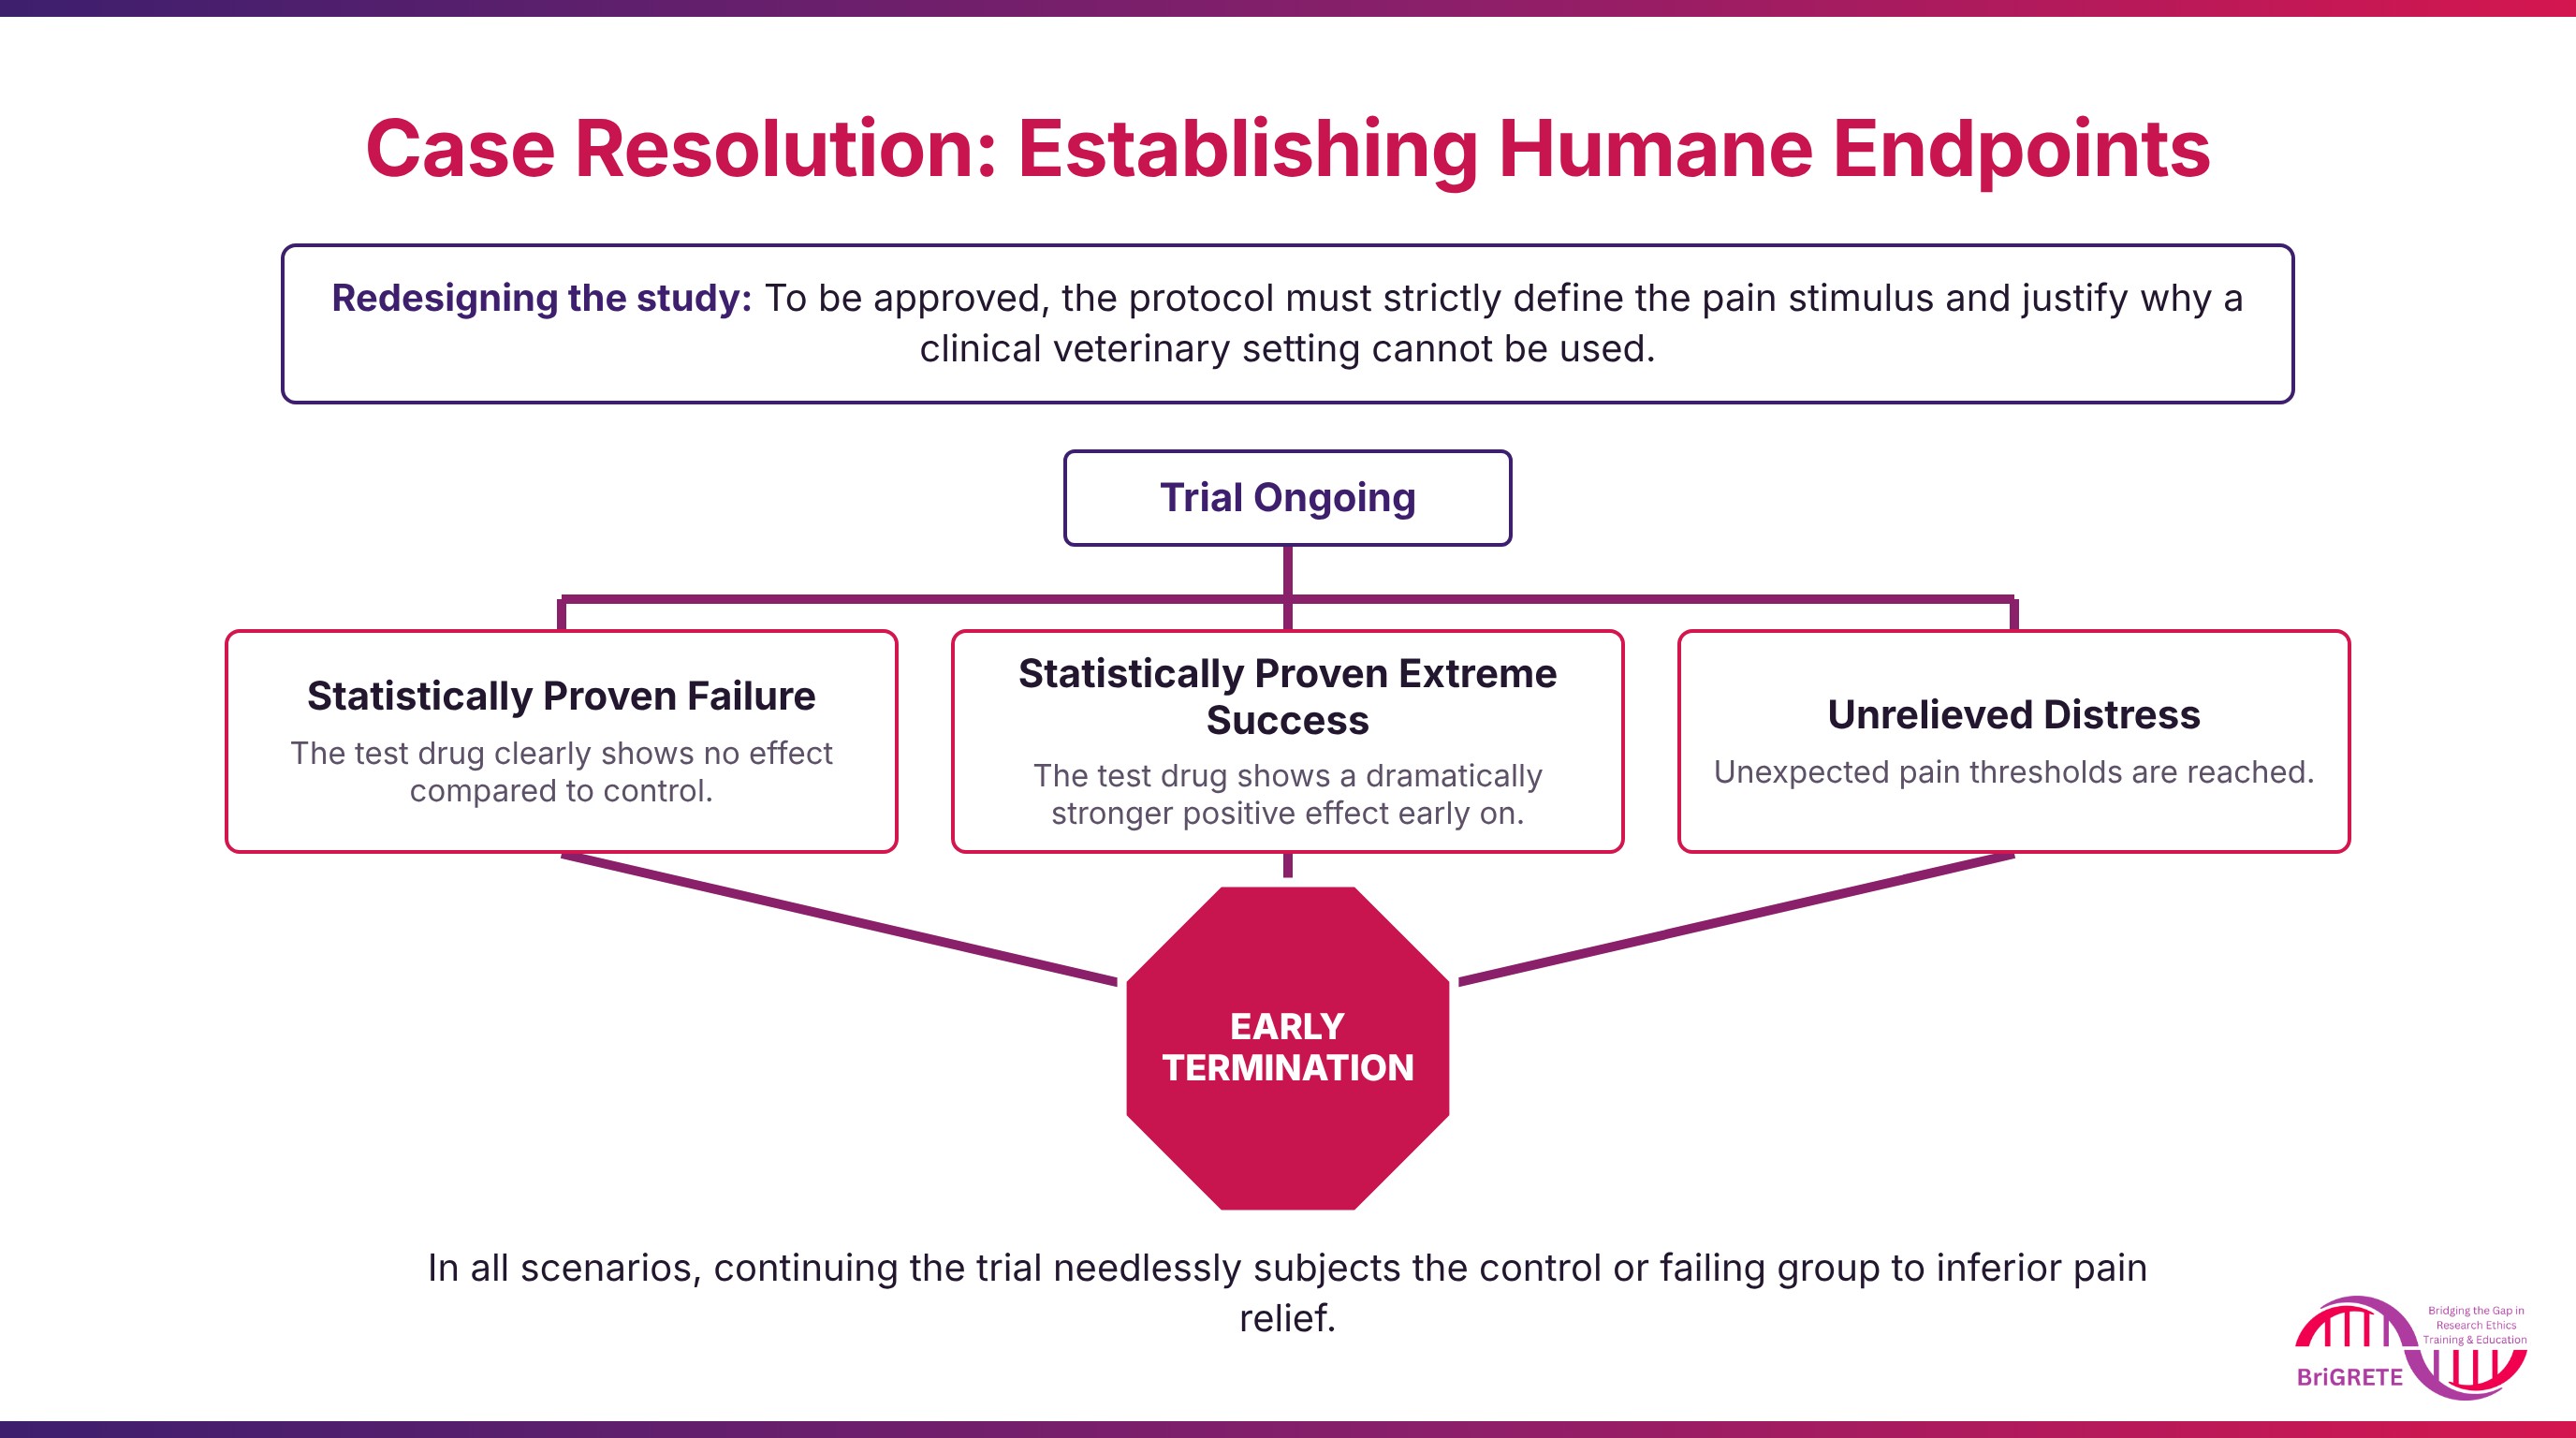 Case Resolution: Establishing Humane Endpoints
Redesigning the study: To be approved, the protocol must strictly define the pain stimulus and justify why a
clinical veterinary setting cannot be used.
Trial Ongoing
Statistically Proven Failure
The test drug clearly shows no effect
compared to control.
Statistically Proven Extreme
Success
The test drug shows a dramatically
stronger positive effect early on.
Unrelieved Distress
Unexpected pain thresholds are reached.
EARLY
TERMINATION
In all scenarios, continuing the trial needlessly subjects the control or failing group to inferior pain
relief.
Bridging the Gap in
Research Ethics
Training & Education
BriGRETE